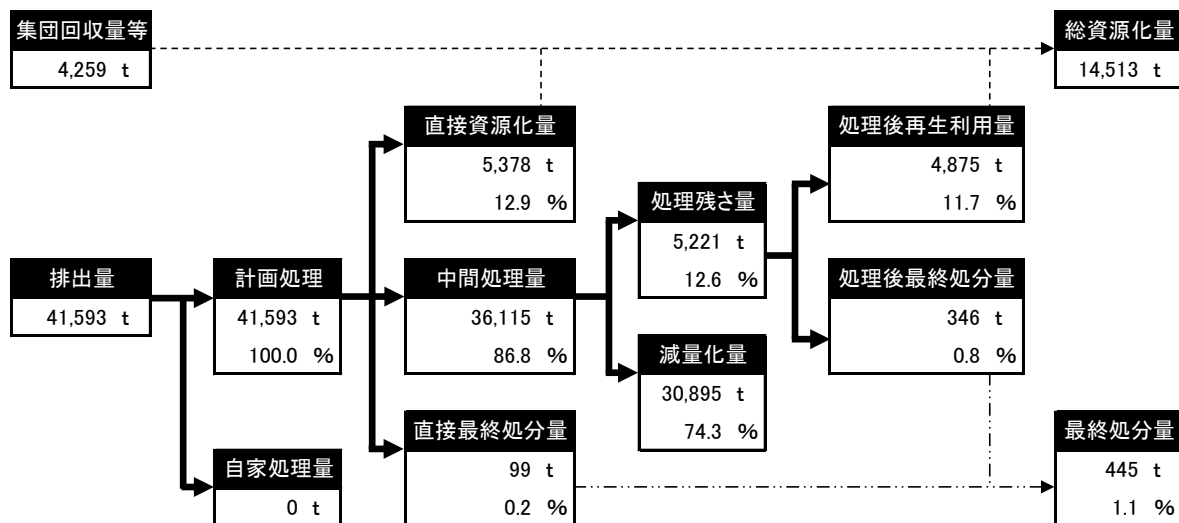 集団回収量等
4,259 t
総資源化量
14,513 t
直接資源化量
5,378 t
12.9 %
処理後再生利用量
4,875 t
11.7 %
処理残さ量
5,221 t
12.6 %
排出量
41,593 t
計画処理
41,593 t
100.0 %
中間処理量
36,115 t
86.8 %
処理後最終処分量
346 t
0.8 %
減量化量
30,895 t
74.3 %
直接最終処分量
99 t
0.2 %
最終処分量
445 t
1.1 %
自家処理量
0 t